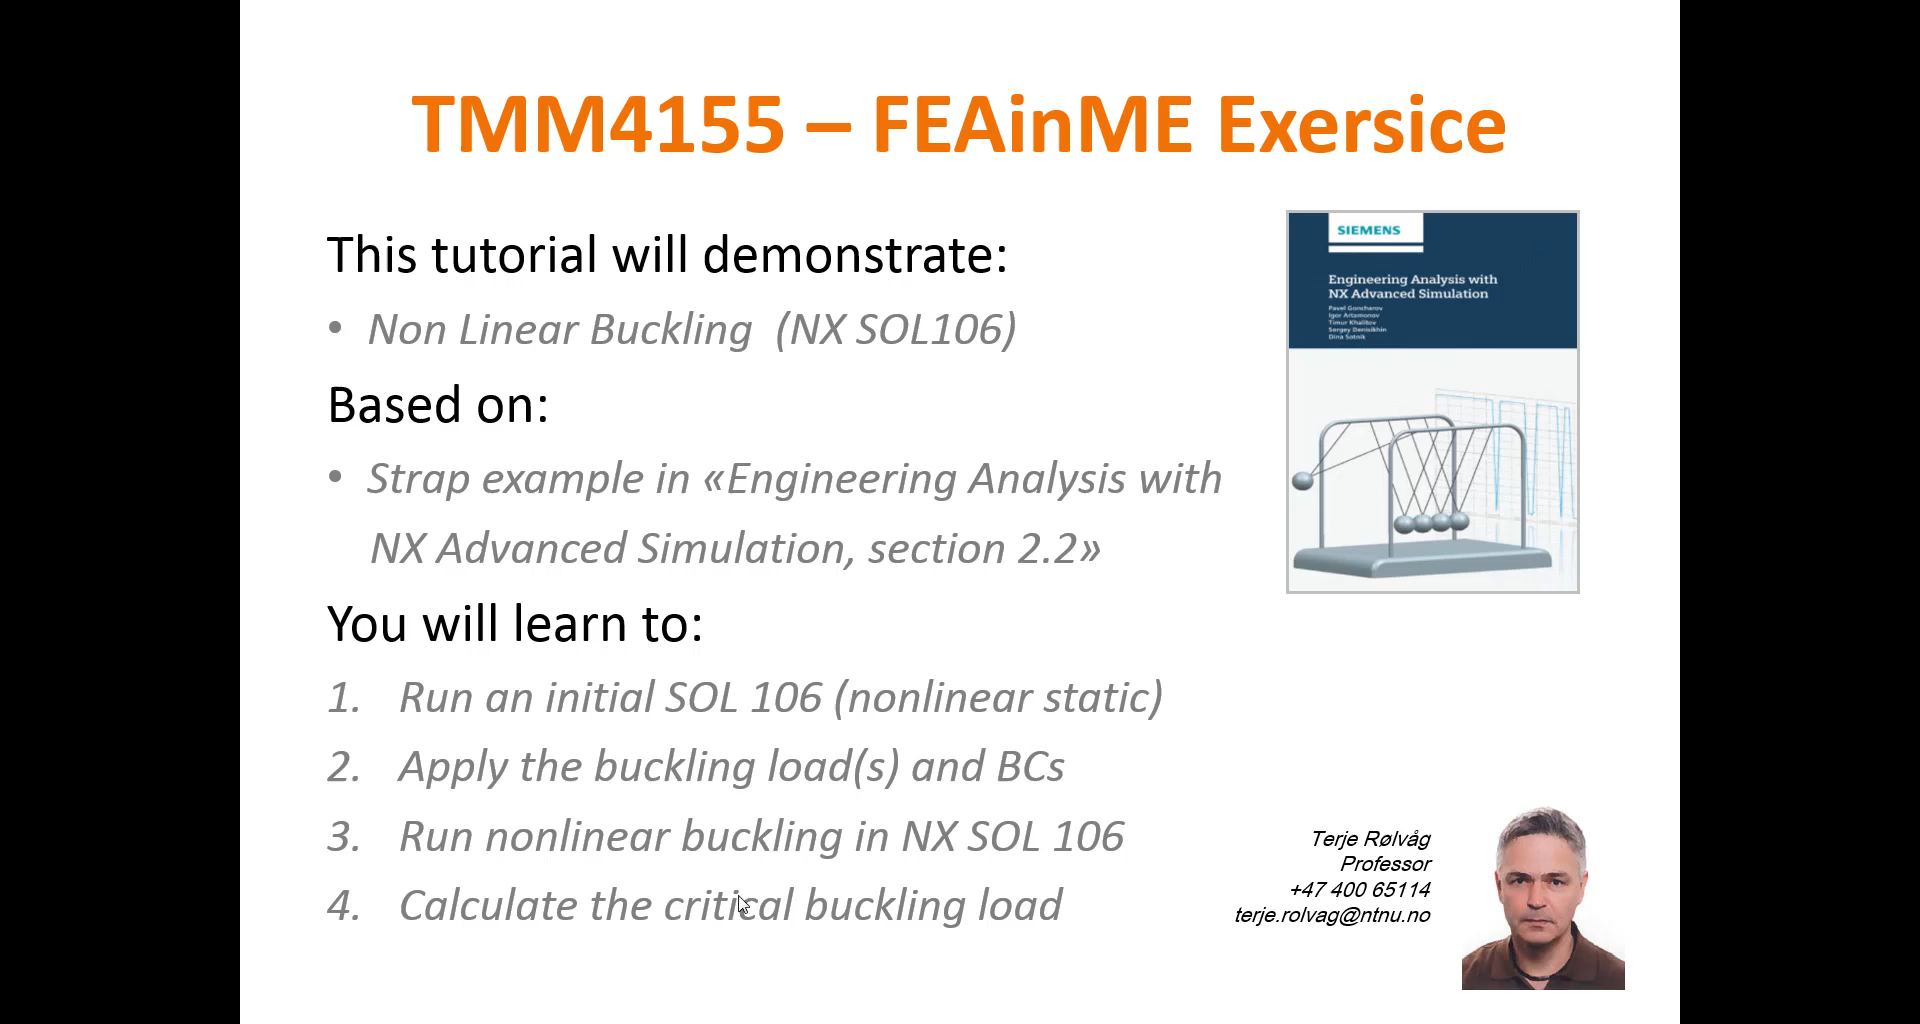 TMM4155 – FEAinME Exersice
This tutorial will demonstrate:
• Non Linear Buckling (NX SOL106)
Based on:
• Strap example in «Engineering Analysis with
NX Advanced Simulation, section 2.2»
You will learn to:
1. Run an initial SOL 106 (nonlinear static)
2. Apply the buckling load(s) and BCs
3. Run nonlinear buckling in NX SOL 106
4. Calculate the critical buckling load
SIEMENS
Engineering Analysis with
NX Advanced Simulation
Pavel Goncharov
Igor Artamonov
Timur Khalitov
Sergey Denisikhin
Dina Sotnik
Terje Rølvåg
Professor
+47 400 65114
terje.rolvag@ntnu.no